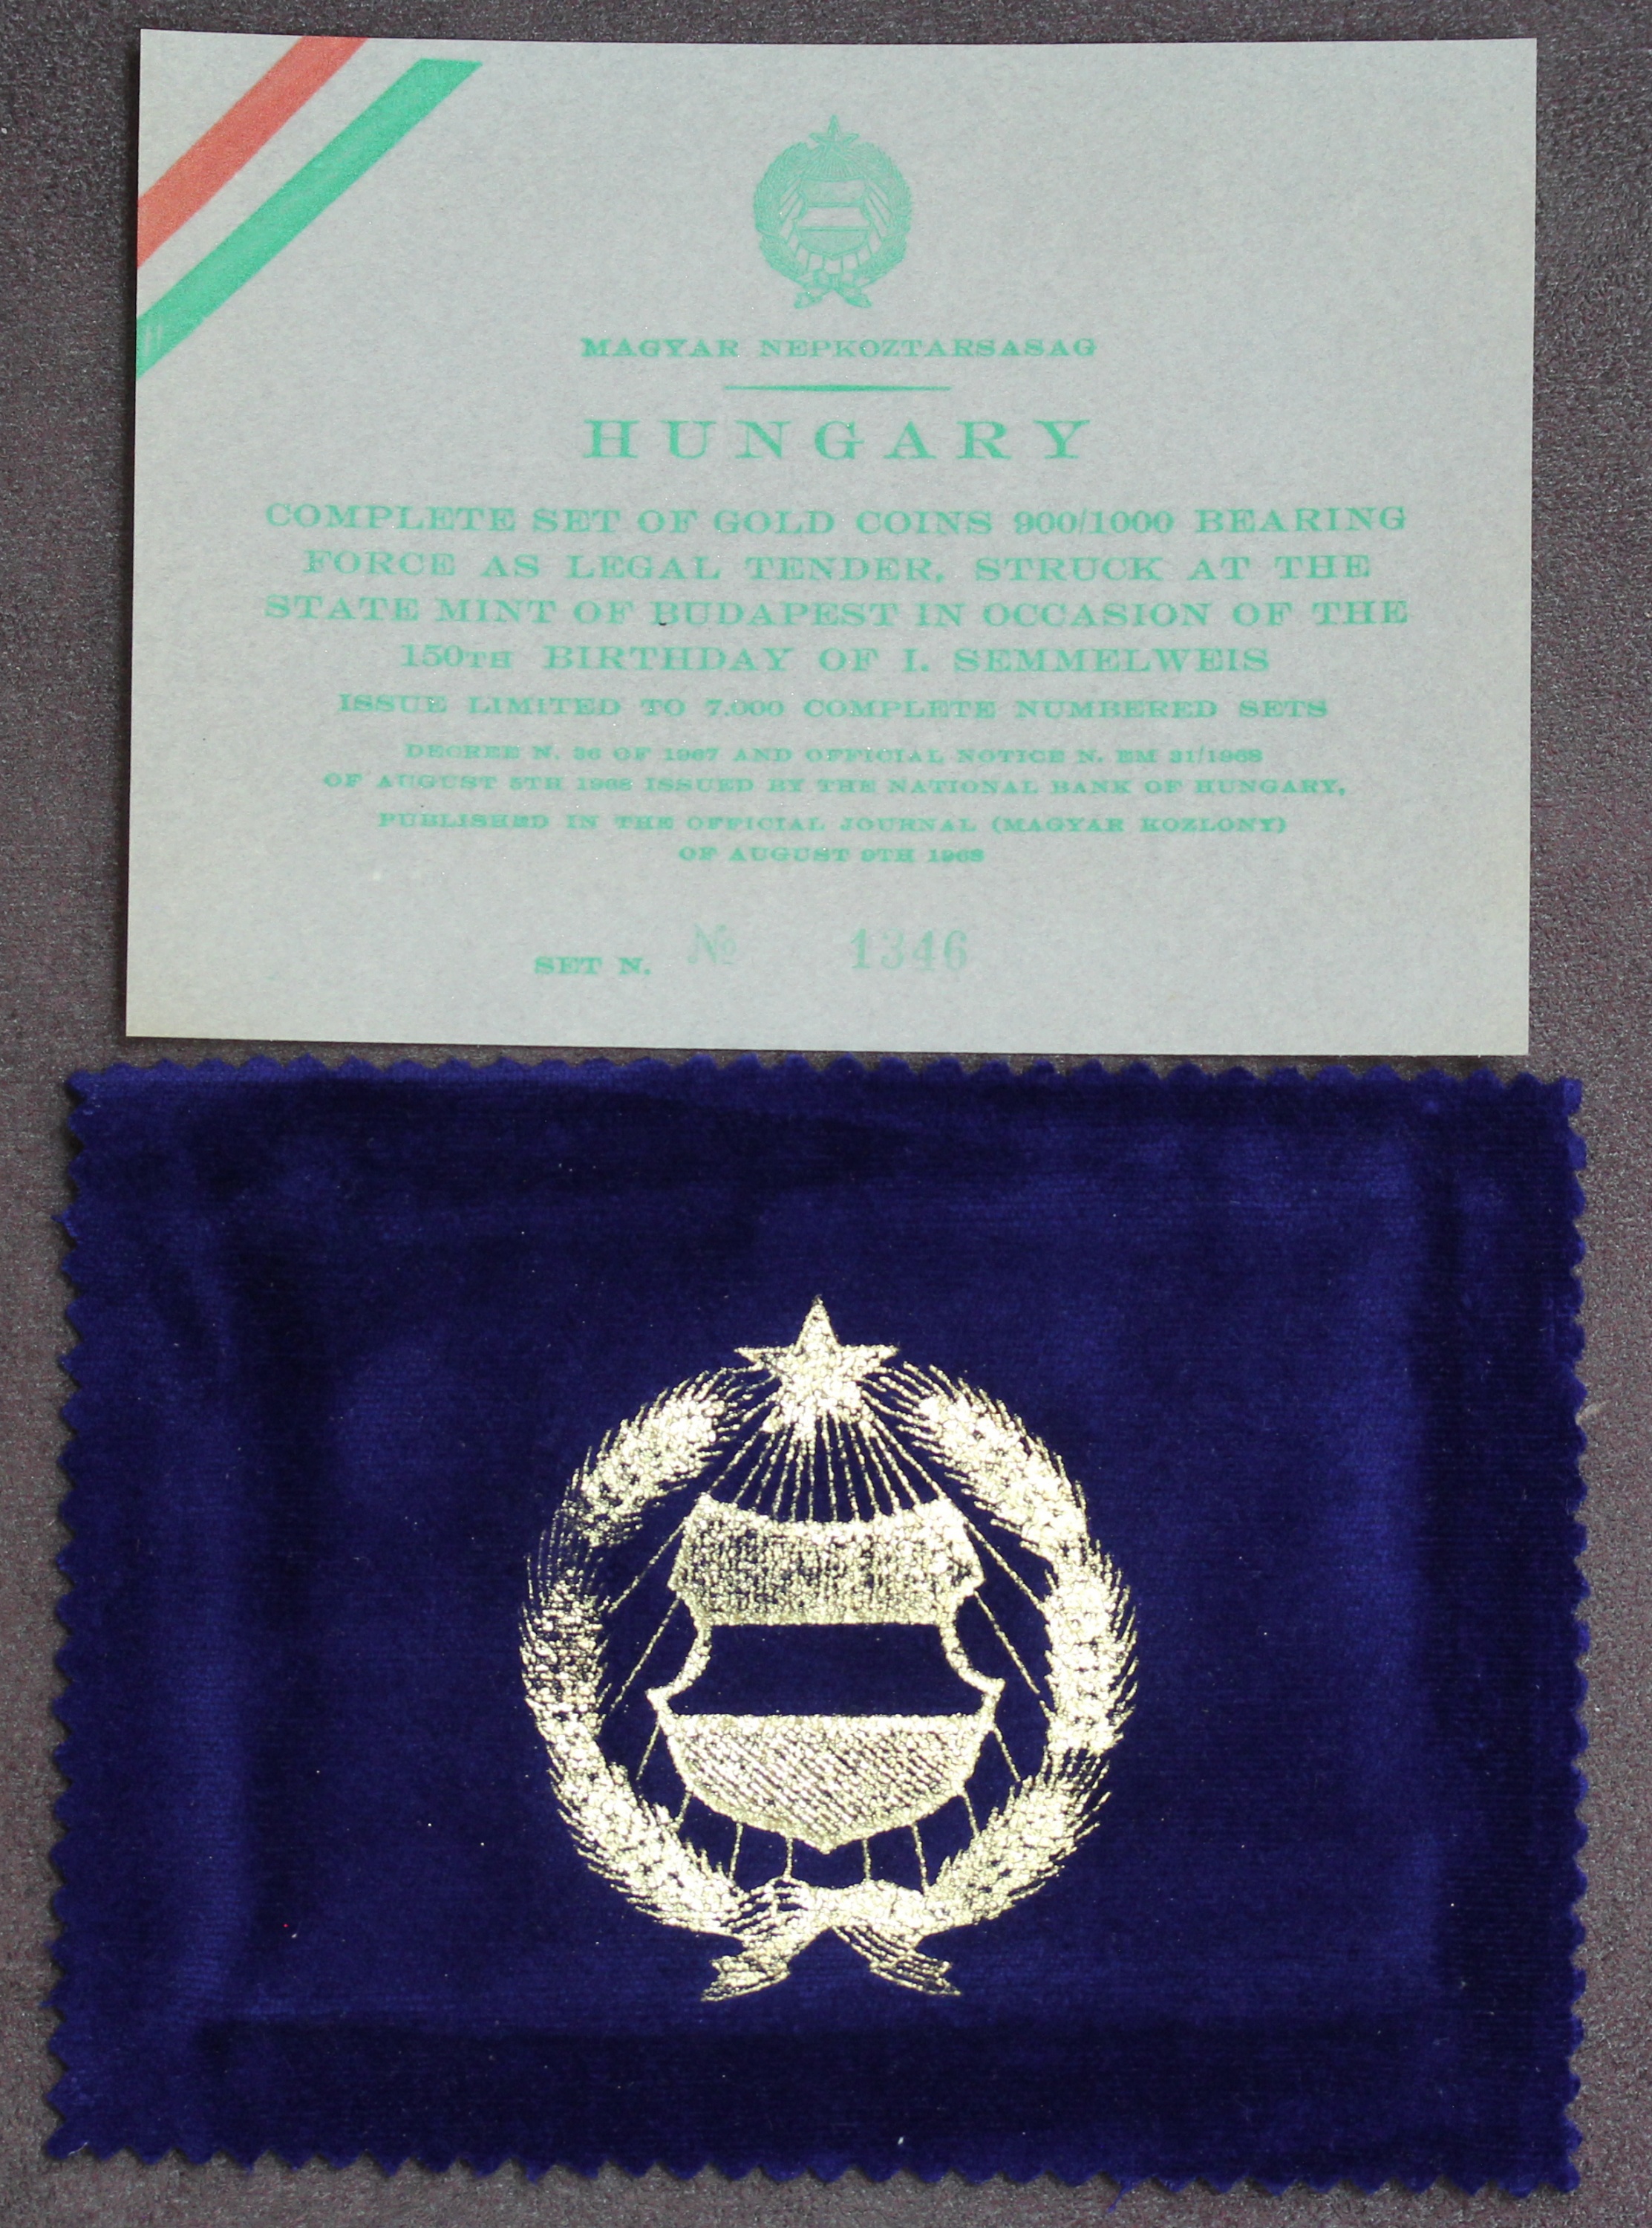 MAGYAR NEPKOZTARSASAG
HUNGARY
COMPLETE SET OF GOLD COINS 900/1000 BEARING
FORCE AS LEGAL TENDER, STRUCK AT THE
STATE MINT OF BUDAPEST IN OCCASION OF THE
150TH BIRTHDAY OF I. SEMMELWEIS
ISSUE LIMITED TO 7.000 COMPLETE NUMBERED SETS
DECREE N. 36 OF 1967 AND OFFICIAL NOTICE N. EM 31/1968
OF AUGUST 5TH 1968 ISSUED BY THE NATIONAL BANK OF HUNGARY,
PUBLISHED IN THE OFFICIAL JOURNAL (MAGYAR KOZLONY)
OF AUGUST 9TH 1968
SET N. № 1346